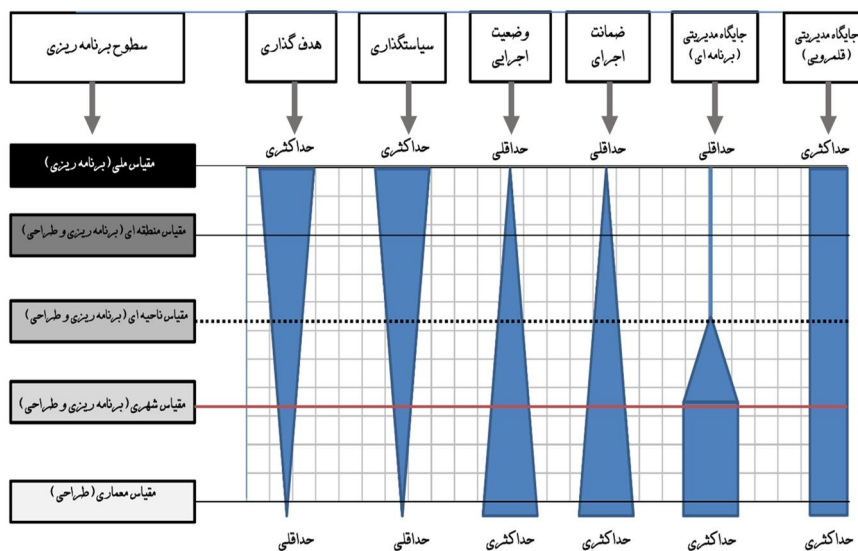 سطوح برنامه ریزی
هدف گذاری
سیاستگذاری
وضعیت
اجرایی
ضمانت
اجرای
جایگاه مدیریتی
(برنامه ای)
جایگاه مدیریتی
(قلمرویی)
حداکثری
حداکثری
حداقلی
حداقلی
حداقلی
حداکثری
مقیاس ملی (برنامه ریزی)
مقیاس منطقه ای (برنامه ریزی و طراحی)
مقیاس ناحیه ای (برنامه ریزی و طراحی)
مقیاس شهری (برنامه ریزی و طراحی)
مقیاس معماری (طراحی)
حداقلی
حداقلی
حداکثری
حداکثری
حداکثری
حداکثری